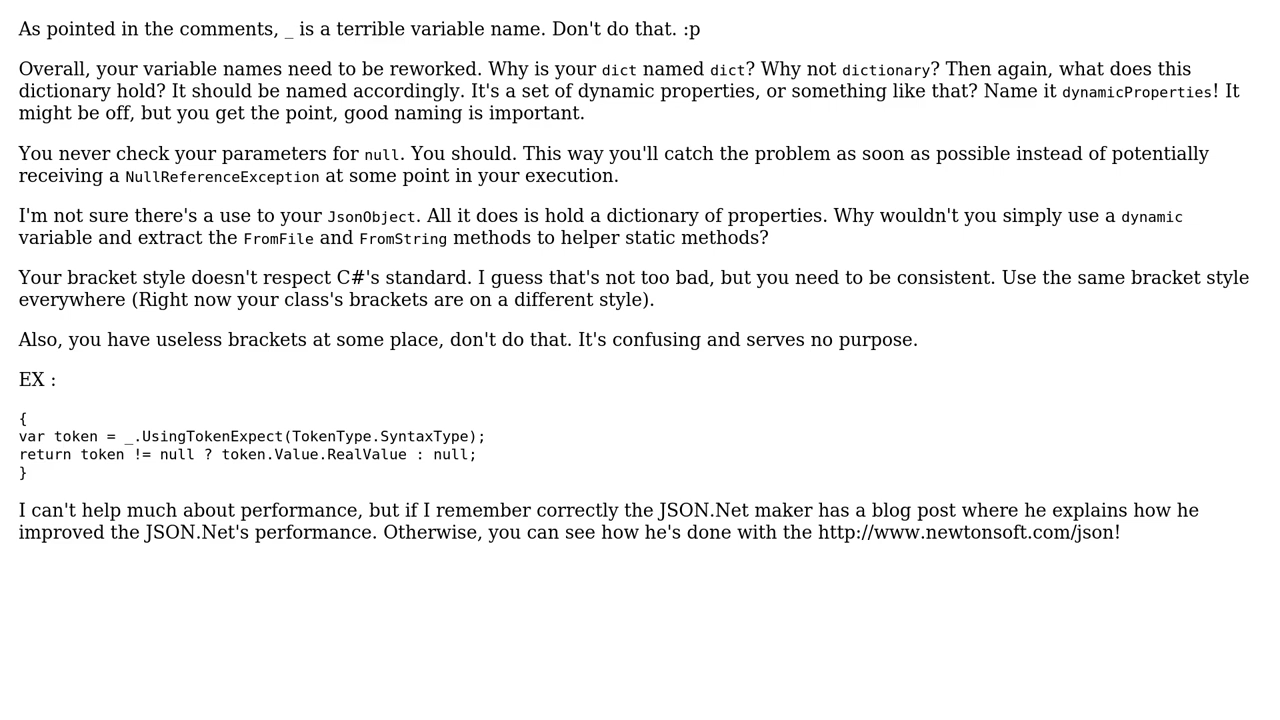 As pointed in the comments, _ is a terrible variable name. Don't do that. :p
Overall, your variable names need to be reworked. Why is your dict named dict? Why not dictionary? Then again, what does this
dictionary hold? It should be named accordingly. It's a set of dynamic properties, or something like that? Name it dynamicProperties! It
might be off, but you get the point, good naming is important.
You never check your parameters for null. You should. This way you'll catch the problem as soon as possible instead of potentially
receiving a NullReferenceException at some point in your execution.
I'm not sure there's a use to your JsonObject. All it does is hold a dictionary of properties. Why wouldn't you simply use a dynamic
variable and extract the FromFile and FromString methods to helper static methods?
Your bracket style doesn't respect C#'s standard. I guess that's not too bad, but you need to be consistent. Use the same bracket style
everywhere (Right now your class's brackets are on a different style).
Also, you have useless brackets at some place, don't do that. It's confusing and serves no purpose.
EX :
{
var token = _.UsingTokenExpect(TokenType.SyntaxType);
return token != null ? token.Value.RealValue : null;
}
I can't help much about performance, but if I remember correctly the JSON.Net maker has a blog post where he explains how he
improved the JSON.Net's performance. Otherwise, you can see how he's done with the http://www.newtonsoft.com/json!